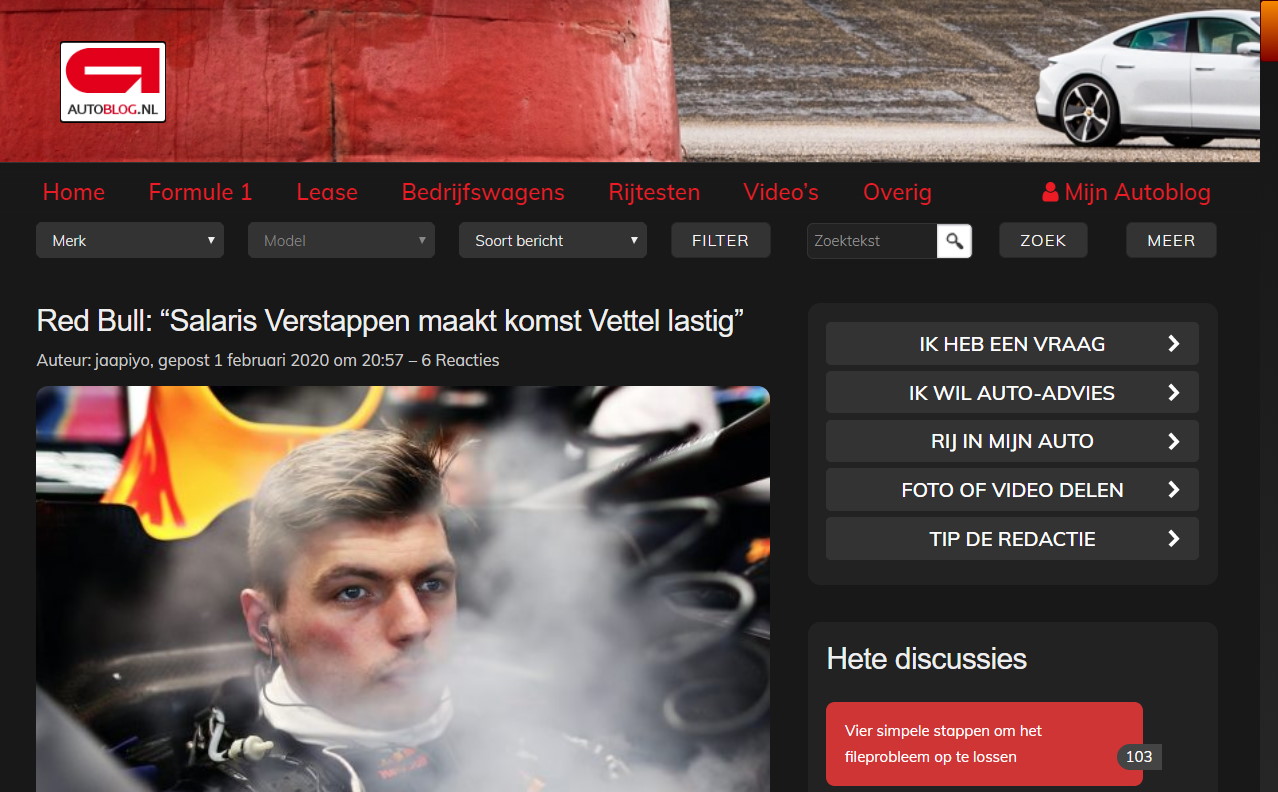 AUTOBLOG.NL
Home Formule 1 Lease Bedrijfswagens Rijtesten Video’s Overig Mijn Autoblog
Merk Model Soort bericht FILTER Zoektekst ZOEK MEER
Red Bull: “Salaris Verstappen maakt komst Vettel lastig”
Auteur: jaapiyo, gepost 1 februari 2020 om 20:57 – 6 Reacties
IK HEB EEN VRAAG
IK WIL AUTO-ADVIES
RIJ IN MIJN AUTO
FOTO OF VIDEO DELEN
TIP DE REDACTIE
Hete discussies
Vier simpele stappen om het
fileprobleem op te lossen
103